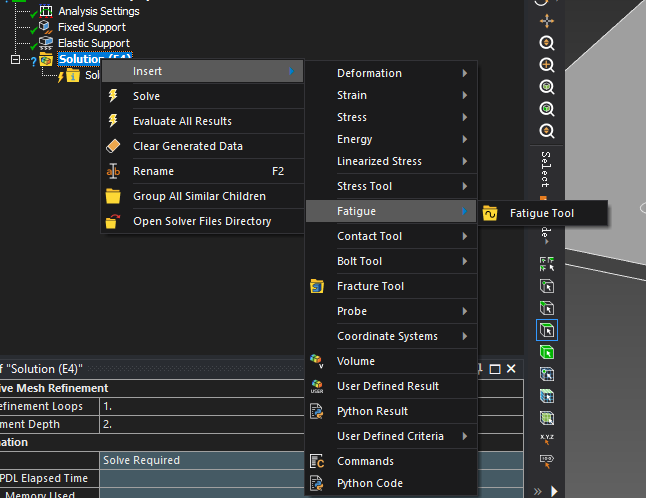 Analysis Settings
Fixed Support
Elastic Support
Solution (E4)
Sol
Insert
Solve
Evaluate All Results
Clear Generated Data
Rename F2
Group All Similar Children
Open Solver Files Directory
Deformation
Strain
Stress
Energy
Linearized Stress
Stress Tool
Fatigue
Contact Tool
Bolt Tool
Fracture Tool
Probe
Coordinate Systems
Volume
User Defined Result
Python Result
User Defined Criteria
Commands
Python Code
Fatigue Tool
Select
de
X,Y,Z
of "Solution (E4)"
ive Mesh Refinement
efinement Loops 1.
ement Depth 2.
mation
Solve Required
PDL Elapsed Time
Memory Used